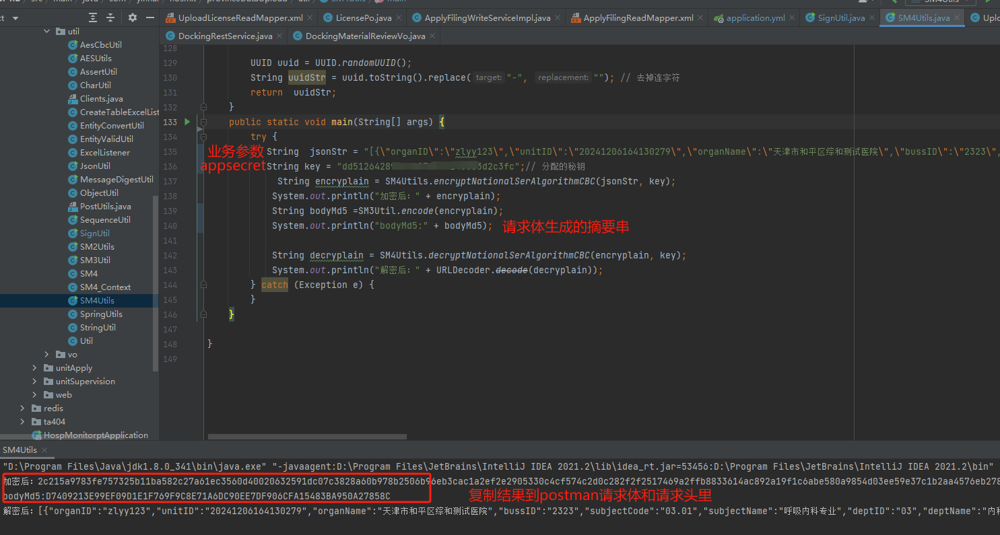 src main java com yinhai hosmit provinceDataUpload util SM4Utils main
SM4Utils
UploadLicenseReadMapper.xml LicensePo.java ApplyFilingWriteServiceImpl.java ApplyFilingReadMapper.xml application.yml SignUtil.java SM4Utils.java
DockingRestService.java DockingMaterialReviewVo.java
util
AesCbcUtil
AESUtils
AssertUtil
CharUtil
Clients.java
CreateTableExcelList
EntityConvertUtil
EntityValidUtil
ExcelListener
JsonUtil
MessageDigestUtil
ObjectUtil
PostUtils.java
SequenceUtil
SignUtil
SM2Utils
SM3Util
SM4
SM4_Context
SM4Utils
SpringUtils
StringUtil
Util
vo
unitApply
unitSupervision
web
redis
ta404
HospMonitorptApplication
128
129 UUID uuid = UUID.randomUUID();
130 String uuidStr = uuid.toString().replace( target: "-", replacement: ""); // 去掉连字符
131 return uuidStr;
132 }
133 public static void main(String[] args) {
134 try {
135 业务参数 String jsonStr = "[{\"organID\":\"zlyy123\",\"unitID\":\"20241206164130279\",\"organName\":\"天津市和平区综和测试医院\",\"bussID\":\"2323\",
136 appsecret String key = "dd51264289 3d2c3fc";// 分配的秘钥
137 String encryplain = SM4Utils.encryptNationalSerAlgorithmCBC(jsonStr, key);
138 System.out.println("加密后：" + encryplain);
139 String bodyMd5 =SM3Util.encode(encryplain);
140 System.out.println("bodyMd5:" + bodyMd5); 请求体生成的摘要串
141
142 String decryplain = SM4Utils.decryptNationalSerAlgorithmCBC(encryplain, key);
143 System.out.println("解密后：" + URLDecoder.decode(decryplain));
144 } catch (Exception e) {
145 }
146 }
147
148 }
149
SM4Utils
"D:\Program Files\Java\jdk1.8.0_341\bin\java.exe" "-javaagent:D:\Program Files\JetBrains\IntelliJ IDEA 2021.2\lib\idea_rt.jar=53456:D:\Program Files\JetBrains\IntelliJ IDEA 2021.2\bin"
加密后：2c215a9783fe757325b11ba582c27a61ec3560d40020632591dc07c3828a60b978b2506b96eb3cac1a2ef2e2905330c4cf574c2d0c282f2f2517469a2ffb8833614ac892a19f1c6abe580a9854d03ee59e37c1b2aa4576eb278
bodyMd5:D7409213E99EF09D1E1F769F9C8E71A6DC90EE7DF906CFA15483BA950A27858C
复制结果到postman请求体和请求头里
解密后：[{"organID":"zlyy123","unitID":"20241206164130279","organName":"天津市和平区综和测试医院","bussID":"2323","subjectCode":"03.01","subjectName":"呼吸内科专业","deptID":"03","deptName":"内科